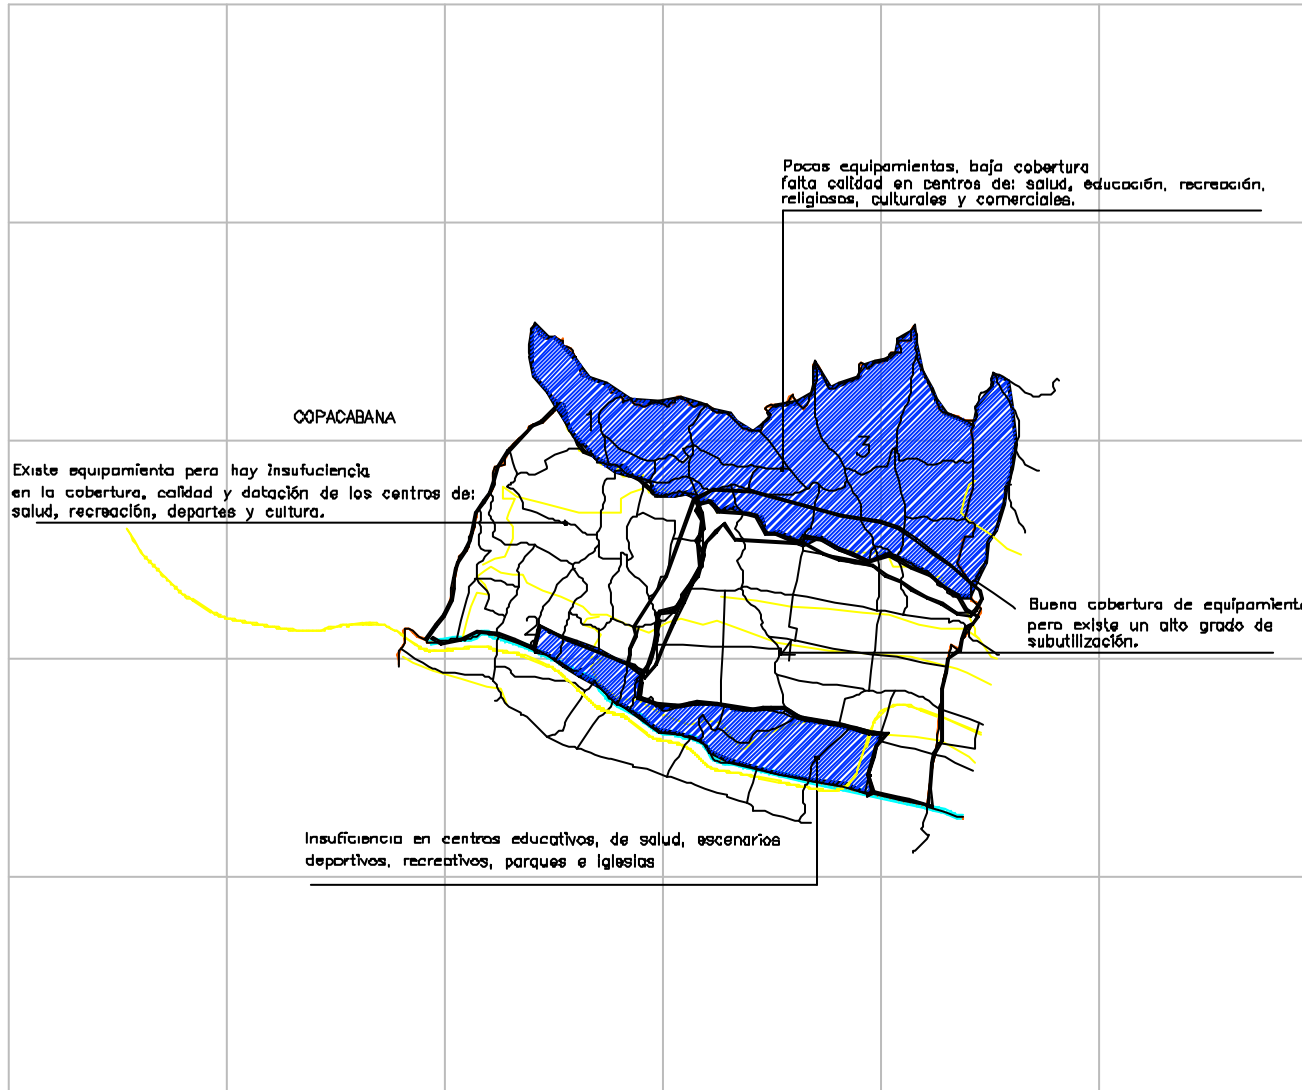 Pocos equipamientos, baja cobertura
falta calidad en centros de: salud, educación, recreación,
religiosos, culturales y comerciales.
COPACABANA
1
3
Existe equipamiento pero hay insufuciencia
en la cobertura, calidad y dotación de los centros de:
salud, recreación, deportes y cultura.
Buena cobertura de equipamiento
pero existe un alto grado de
subutilización.
2
4
Insuficiencia en centros educativos, de salud, escenarios
deportivos, recreativos, parques e iglesias